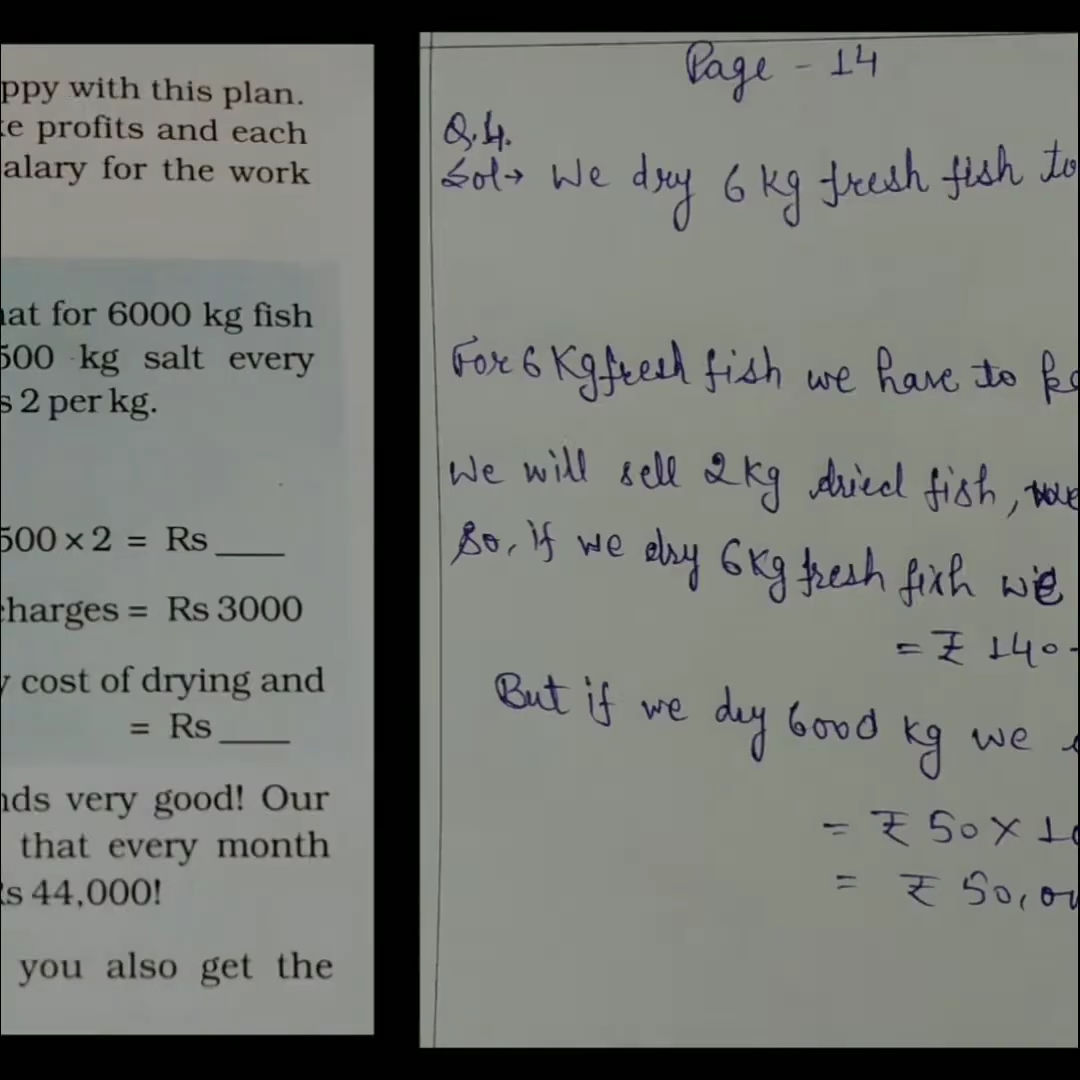 ppy with this plan.
e profits and each
alary for the work
at for 6000 kg fish
500 kg salt every
s 2 per kg.
500 × 2 = Rs ____
charges = Rs 3000
y cost of drying and
= Rs ____
nds very good! Our
that every month
s 44,000!
you also get the
Page - 14
Q.4.
Sol→ We dry 6 kg fresh fish to
For 6 Kg fresh fish we have to
We will sell 2 kg dried fish,
So, if we dry 6 Kg fresh fish we
= ₹ 140-
But if we dry 6000 kg we
= ₹ 50 × 10
= ₹ 50,00